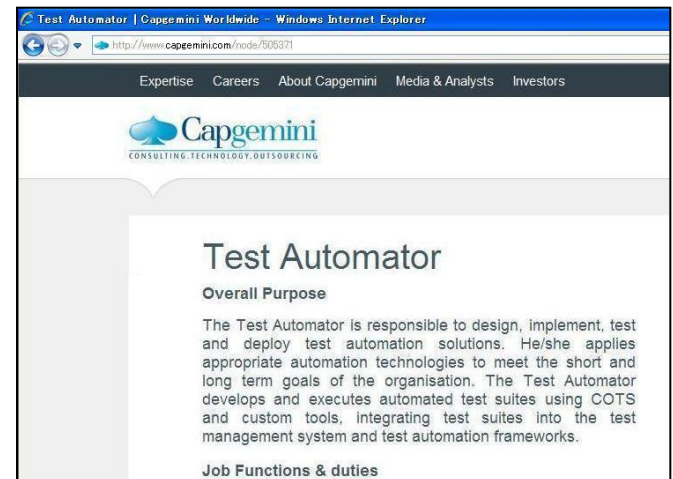 Test Automator | Capgemini Worldwide - Windows Internet Explorer
http://www.capgemini.com/node/505371
Expertise Careers About Capgemini Media & Analysts Investors
Capgemini
CONSULTING.TECHNOLOGY.OUTSOURCING
Test Automator
Overall Purpose
The Test Automator is responsible to design, implement, test
and deploy test automation solutions. He/she applies
appropriate automation technologies to meet the short and
long term goals of the organisation. The Test Automator
develops and executes automated test suites using COTS
and custom tools, integrating test suites into the test
management system and test automation frameworks.
Job Functions & duties